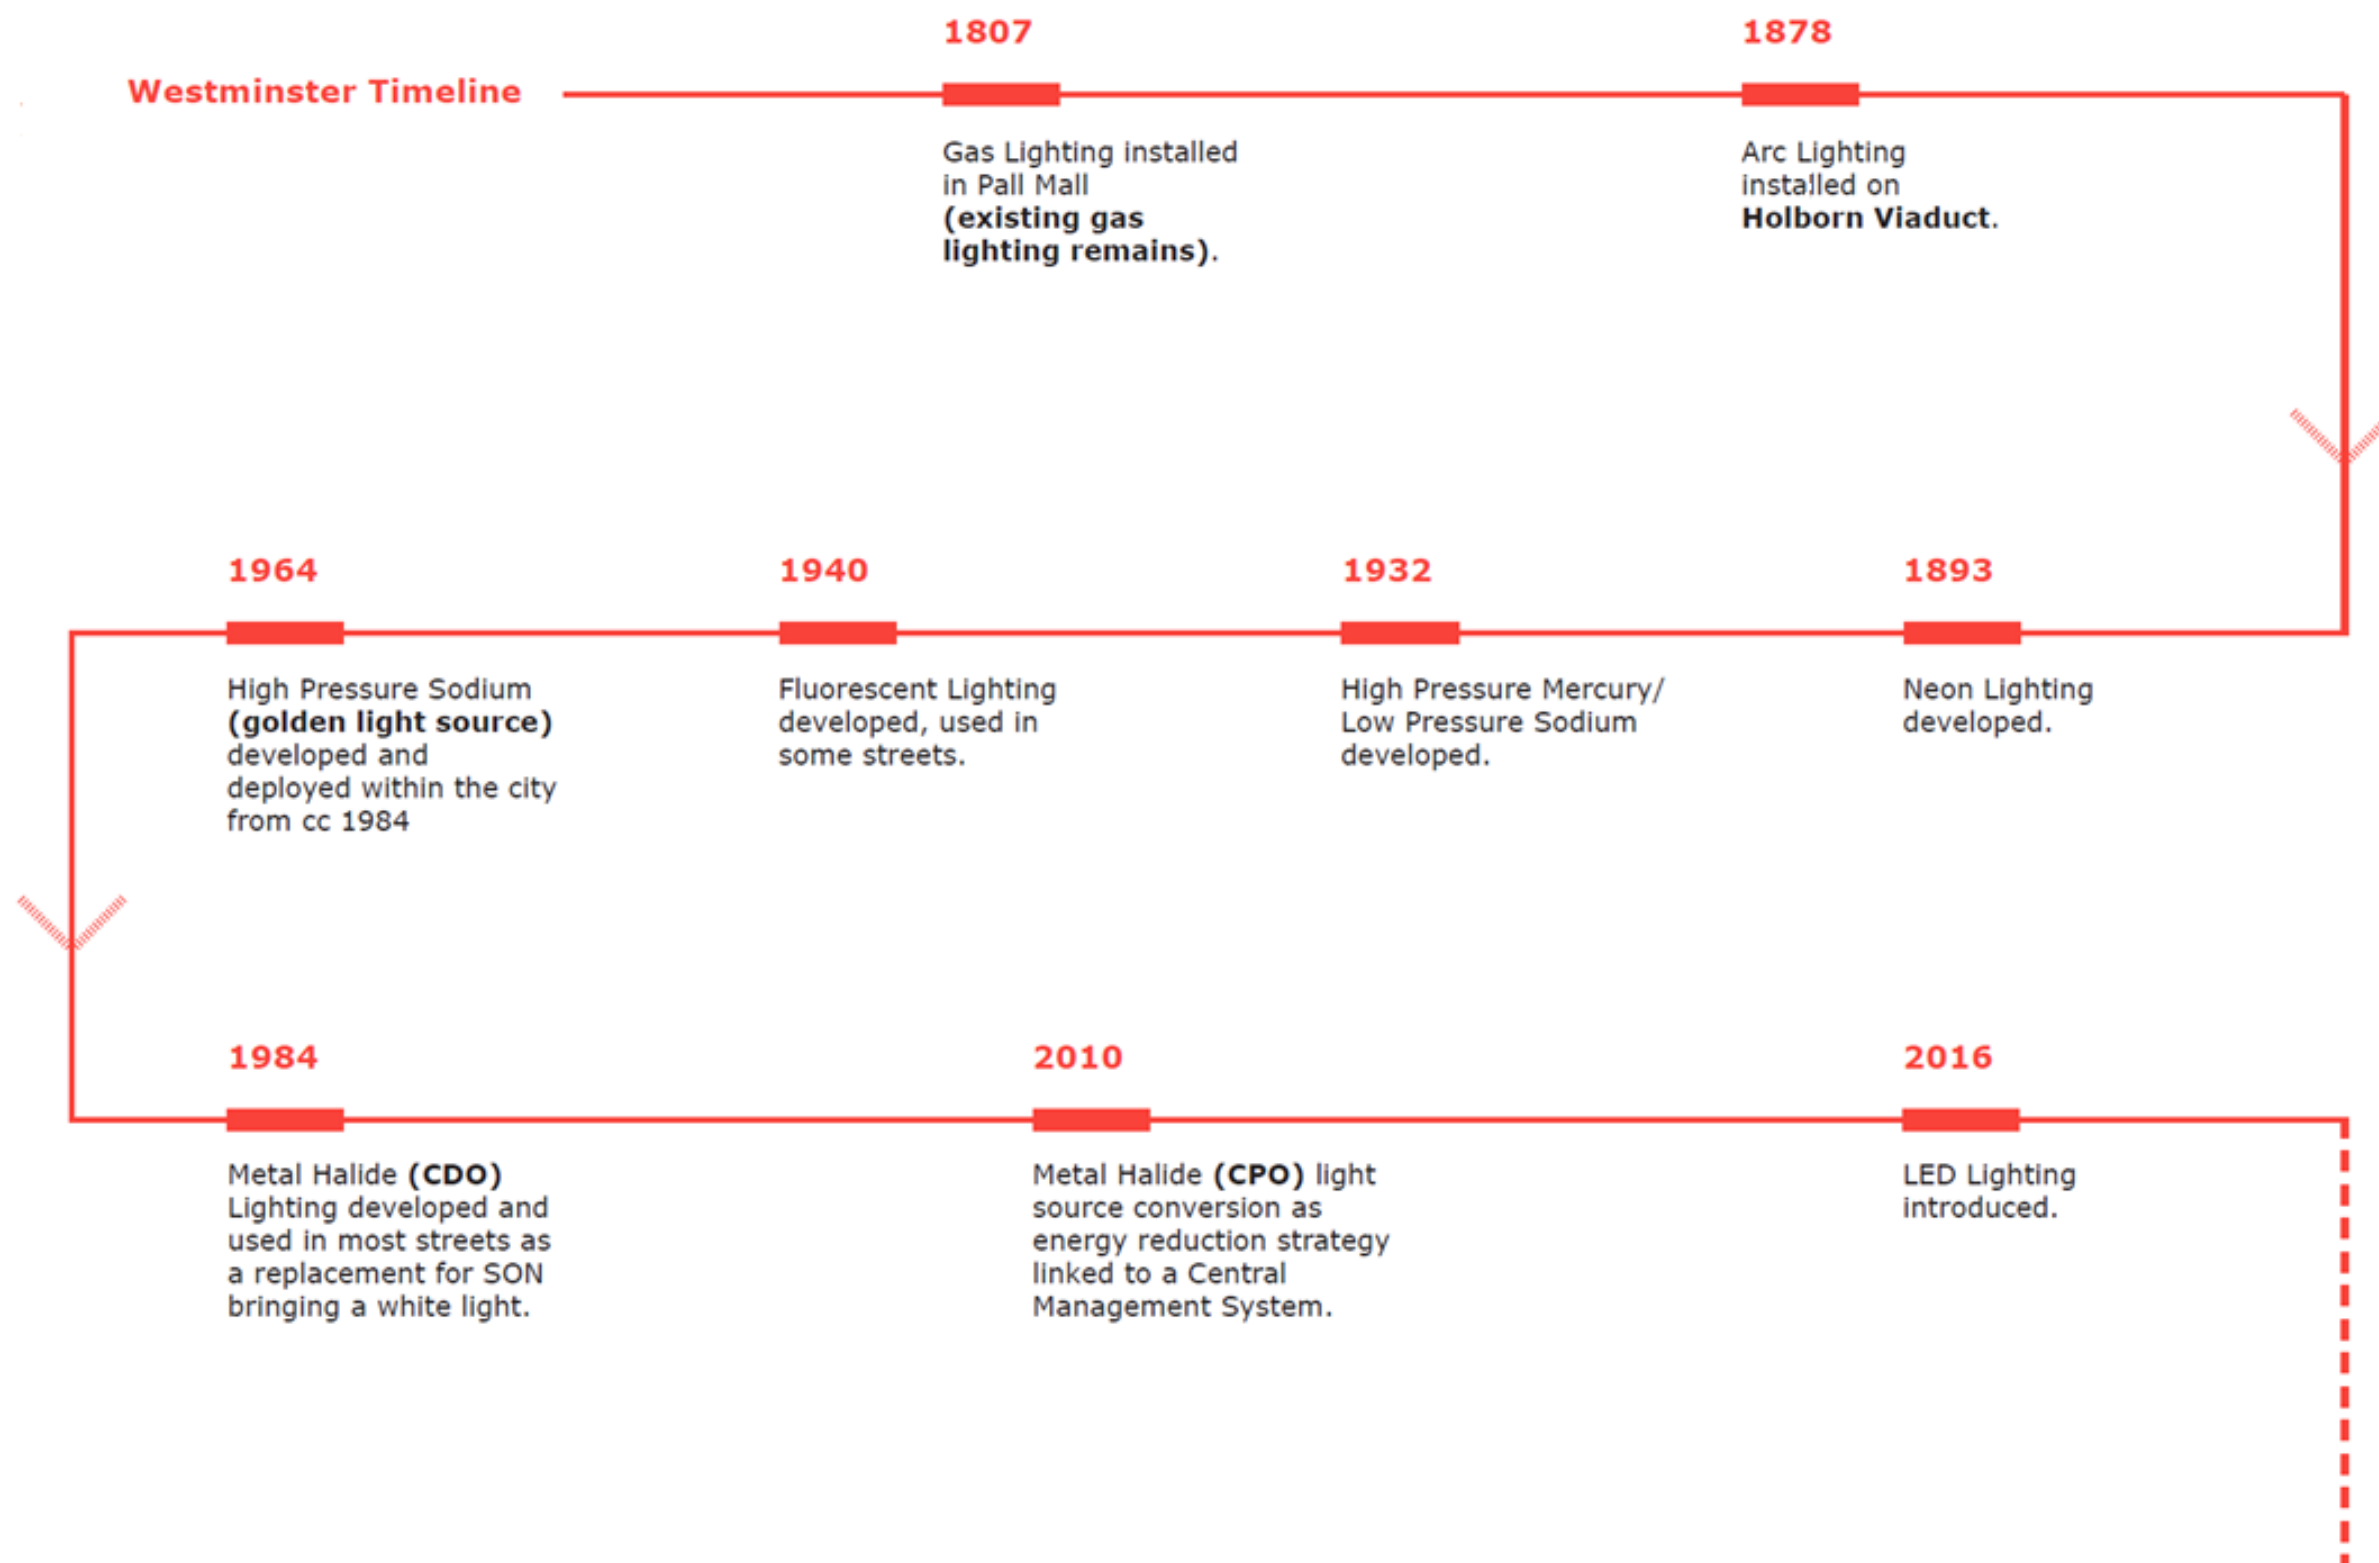 Westminster Timeline
1807
Gas Lighting installed
in Pall Mall
(existing gas
lighting remains).
1878
Arc Lighting
installed on
Holborn Viaduct.
1893
Neon Lighting
developed.
1932
High Pressure Mercury/
Low Pressure Sodium
developed.
1940
Fluorescent Lighting
developed, used in
some streets.
1964
High Pressure Sodium
(golden light source)
developed and
deployed within the city
from cc 1984
1984
Metal Halide (CDO)
Lighting developed and
used in most streets as
a replacement for SON
bringing a white light.
2010
Metal Halide (CPO) light
source conversion as
energy reduction strategy
linked to a Central
Management System.
2016
LED Lighting
introduced.